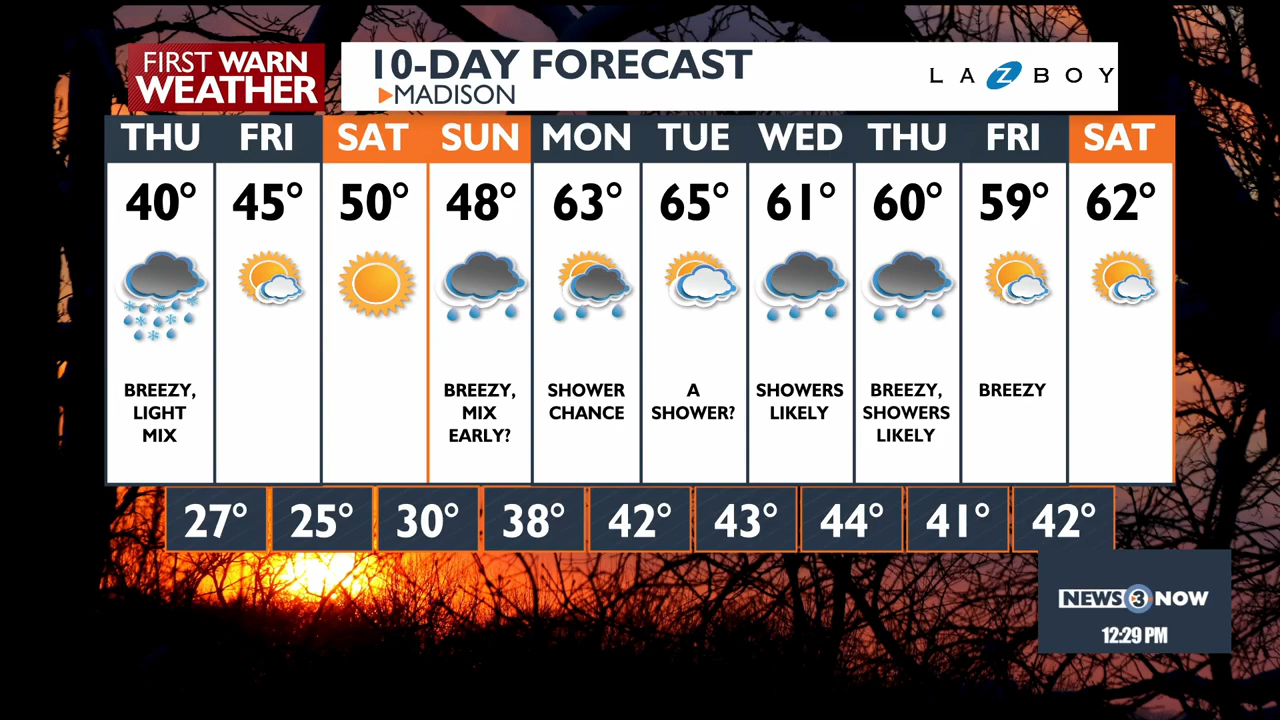 FIRST WARN
WEATHER
10-DAY FORECAST
MADISON
LA Z BOY
THU FRI SAT SUN MON TUE WED THU FRI SAT
40° 45° 50° 48° 63° 65° 61° 60° 59° 62°
BREEZY,
LIGHT
MIX
BREEZY,
MIX
EARLY?
SHOWER
CHANCE
A
SHOWER?
SHOWERS
LIKELY
BREEZY,
SHOWERS
LIKELY
BREEZY
27° 25° 30° 38° 42° 43° 44° 41° 42°
NEWS 3 NOW
12:29 PM